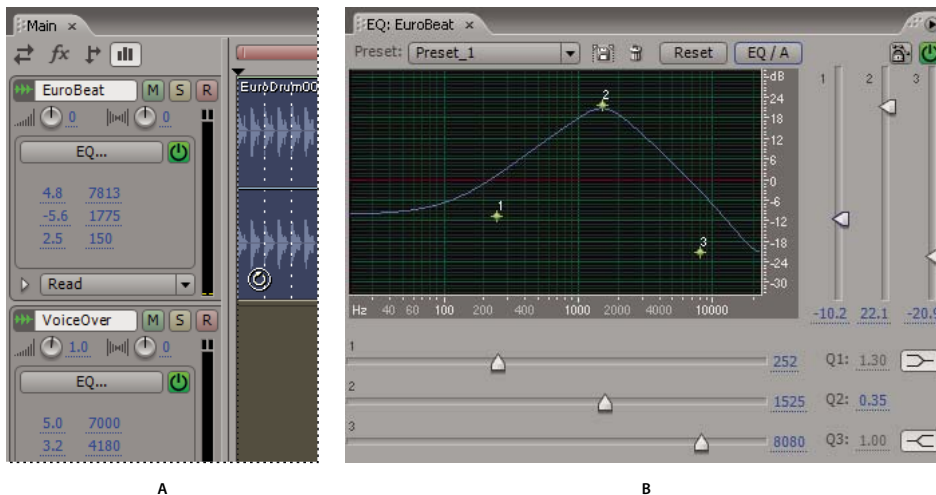 Main ×
fx
EuroBeat M S R
0 0
EQ...
4.8 7813
-5.6 1775
2.5 150
Read
VoiceOver M S R
1.0 0
EQ...
5.0 7000
3.2 4180
A
EQ: EuroBeat ×
Preset: Preset_1 Reset EQ / A
1 2 3
dB
24
18
12
6
0
-6
-12
-18
-24
-30
1
2
3
Hz 40 60 100 200 400 1000 2000 4000 10000
-10.2 22.1
1
252 Q1: 1.30
2
1525 Q2: 0.35
3
8080 Q3: 1.00
B